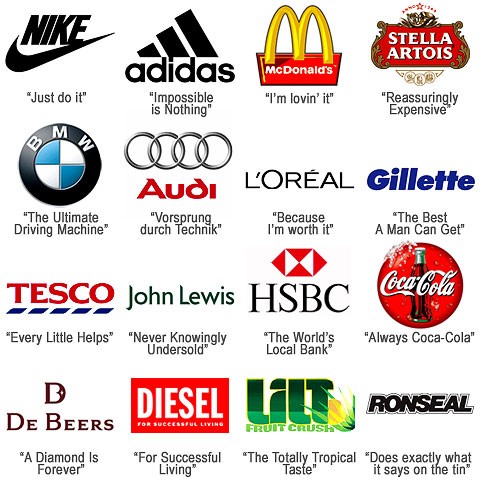 NIKE
“Just do it”
adidas
“Impossible
is Nothing”
McDonald's
“I'm lovin' it”
STELLA
ARTOIS
“Reassuringly
Expensive”
BMW
“The Ultimate
Driving Machine”
Audi
“Vorsprung
durch Technik”
L'ORÉAL
“Because
I'm worth it”
Gillette
“The Best
A Man Can Get”
TESCO
“Every Little Helps”
John Lewis
“Never Knowingly
Undersold”
HSBC
“The World's
Local Bank”
Coca-Cola
“Always Coca-Cola”
D
DE BEERS
“A Diamond Is
Forever”
DIESEL
FOR SUCCESSFUL LIVING
“For Successful
Living”
LILT
FRUIT CRUSH
“The Totally Tropical
Taste”
RONSEAL
“Does exactly what
it says on the tin”